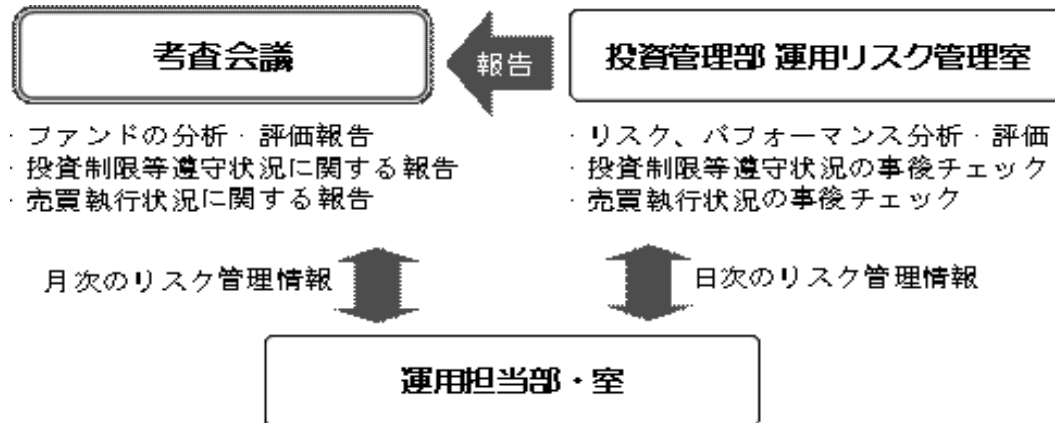 考査会議
報告
投資管理部 運用リスク管理室
・ファンドの分析・評価報告
・投資制限等遵守状況に関する報告
・売買執行状況に関する報告
・リスク、パフォーマンス分析・評価
・投資制限等遵守状況の事後チェック
・売買執行状況の事後チェック
月次のリスク管理情報
日次のリスク管理情報
運用担当部・室